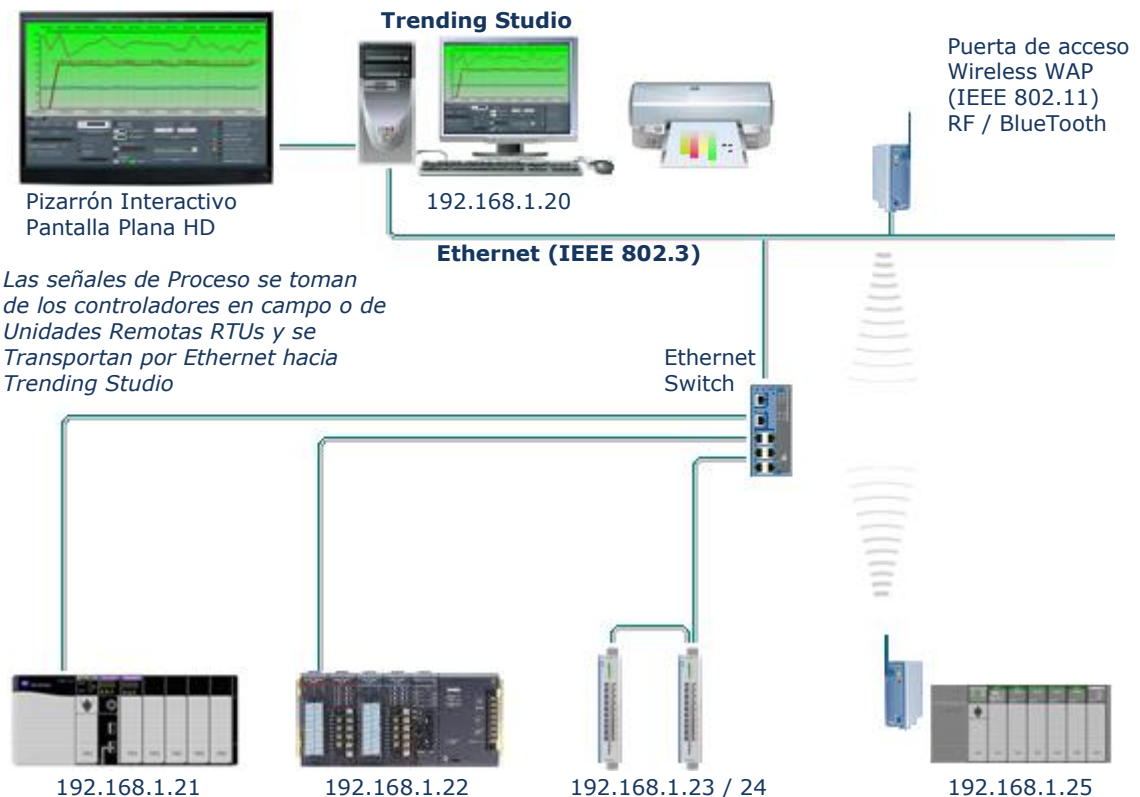 Trending Studio
Puerta de acceso
Wireless WAP
(IEEE 802.11)
RF / BlueTooth
Pizarrón Interactivo
Pantalla Plana HD
192.168.1.20
Ethernet (IEEE 802.3)
Las señales de Proceso se toman
de los controladores en campo o de
Unidades Remotas RTUs y se
Transportan por Ethernet hacia
Trending Studio
Ethernet
Switch
192.168.1.21
192.168.1.22
192.168.1.23 / 24
192.168.1.25